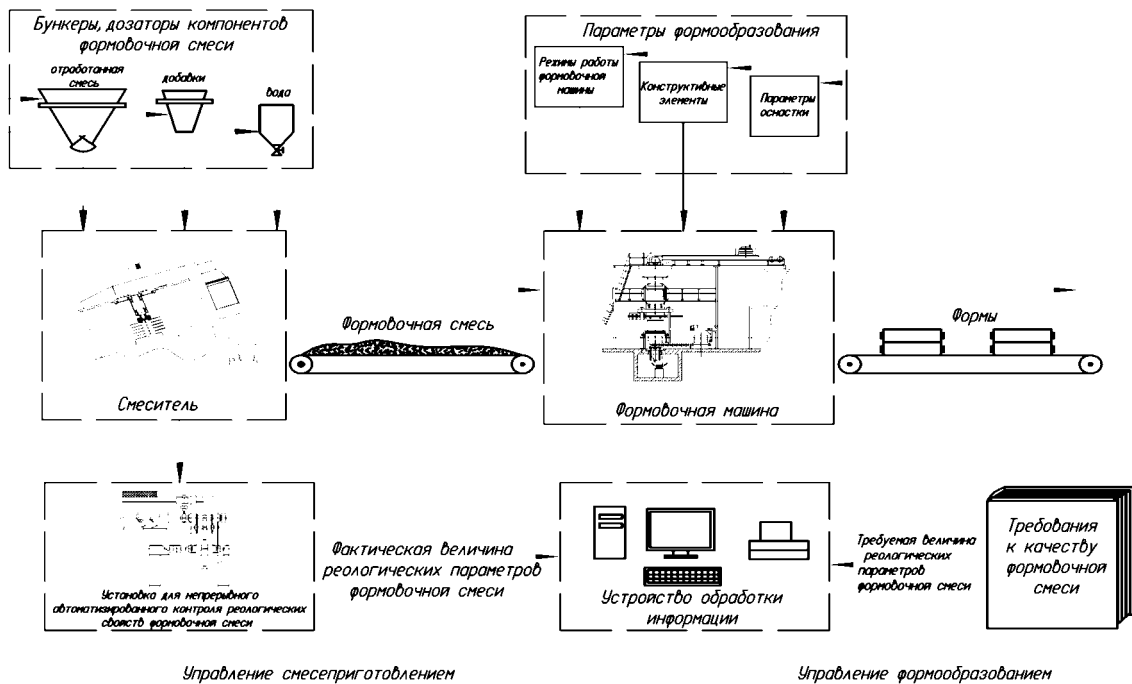 Бункеры, дозаторы компонентов
формовочной смеси
отработанная
смесь
добавки
вода
Параметры формообразования
Режимы работы
формовочной
машины
Конструктивные
элементы
Параметры
оснастки
Смеситель
Формовочная смесь
Формовочная машина
Формы
Установка для непрерывного
автоматизированного контроля реологических
свойств формовочной смеси
Фактическая величина
реологических параметров
формовочной смеси
Устройство обработки
информации
Требуемая величина
реологических
параметров
формовочной смеси
Требования
к качеству
формовочной
смеси
Управление смесеприготовлением
Управление формообразованием